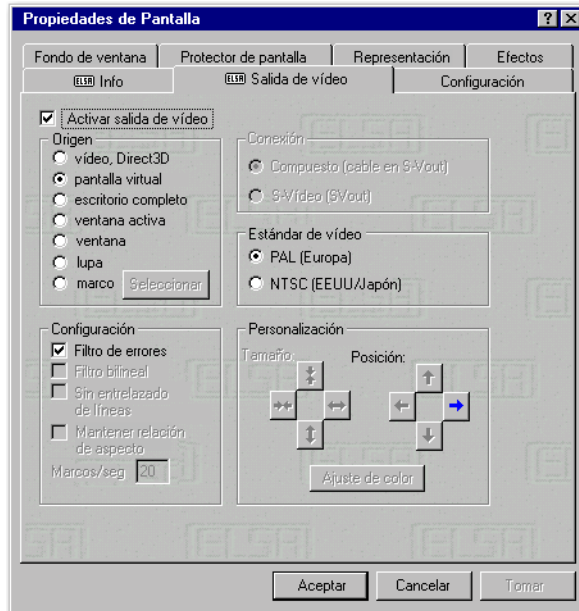 Propiedades de Pantalla
Fondo de ventana
Protector de pantalla
Representación
Efectos
ELSA Info
ELSA Salida de vídeo
Configuración
Activar salida de vídeo
Origen
vídeo, Direct3D
pantalla virtual
escritorio completo
ventana activa
ventana
lupa
marco
Seleccionar
Conexión
Compuesto (cable en S-Vout)
S-Vídeo (SVout)
Estándar de vídeo
PAL (Europa)
NTSC (EEUU/Japón)
Configuración
Filtro de errores
Filtro bilineal
Sin entrelazado
de líneas
Mantener relación
de aspecto
Marcos/seg 20
Personalización
Tamaño:
Posición:
Ajuste de color
Aceptar
Cancelar
Tomar